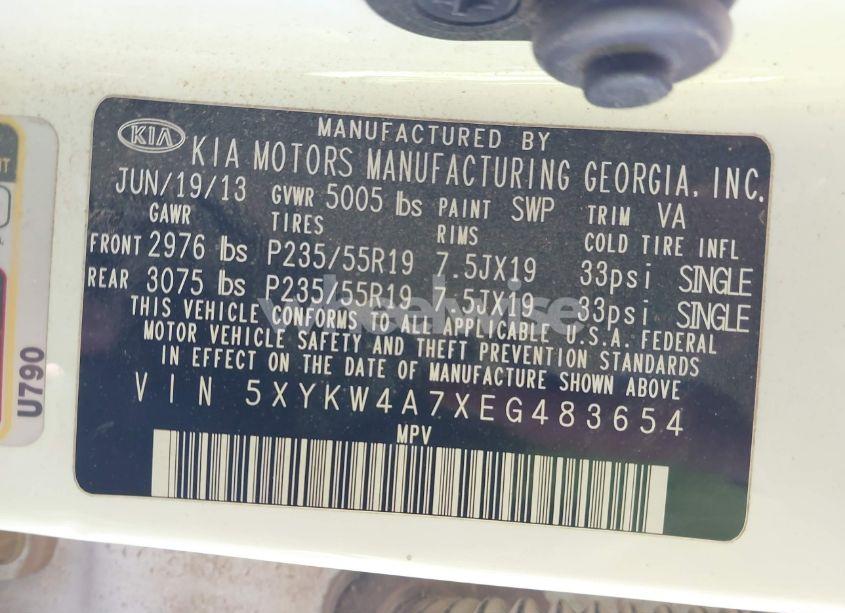 MANUFACTURED BY
KIA KIA MOTORS MANUFACTURING GEORGIA, INC.
JUN/19/13 GVWR 5005 lbs PAINT SWP TRIM VA
GAWR TIRES RIMS COLD TIRE INFL
FRONT 2976 lbs P235/55R19 7.5JX19 33psi SINGLE
REAR 3075 lbs P235/55R19 7.5JX19 33psi SINGLE
THIS VEHICLE CONFORMS TO ALL APPLICABLE U.S.A. FEDERAL
MOTOR VEHICLE SAFETY AND THEFT PREVENTION STANDARDS
IN EFFECT ON THE DATE OF MANUFACTURE SHOWN ABOVE
VIN 5XYKW4A7XEG483654
MPV
U790
wheelwise